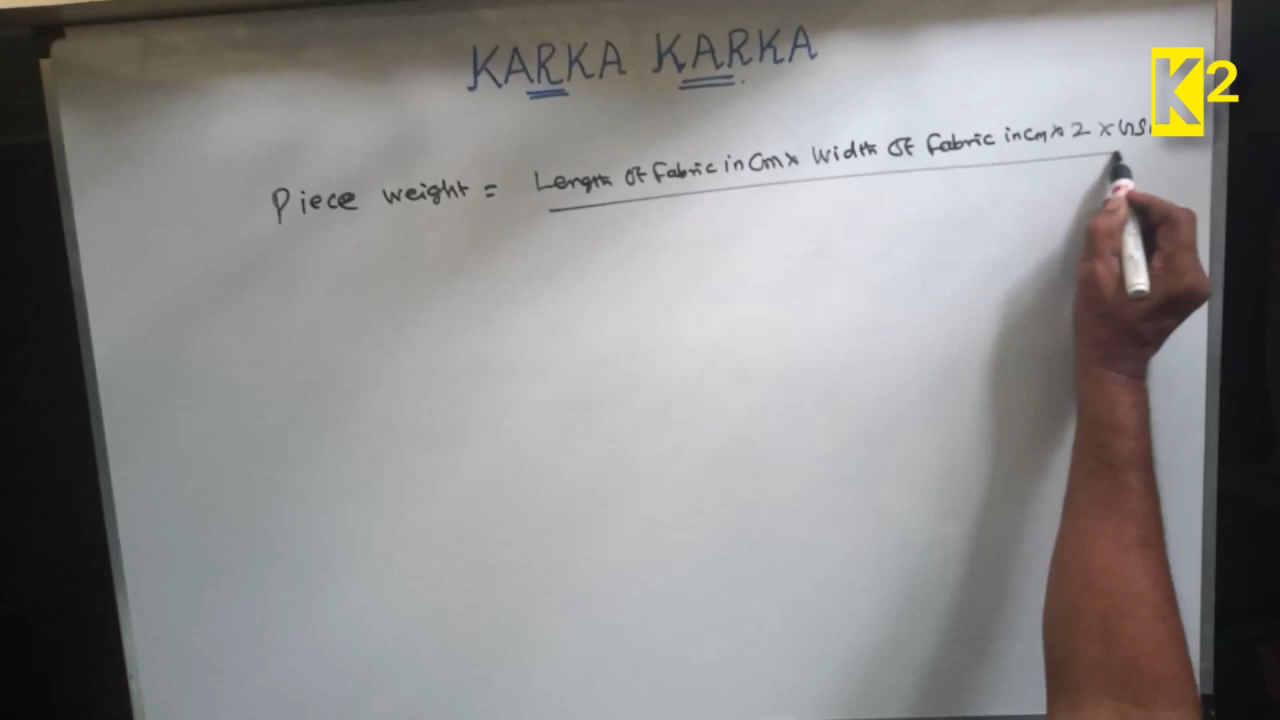 KARKA KARKA
K2
Piece weight = Length of fabric in Cm x Width of fabric in Cm x 2 x